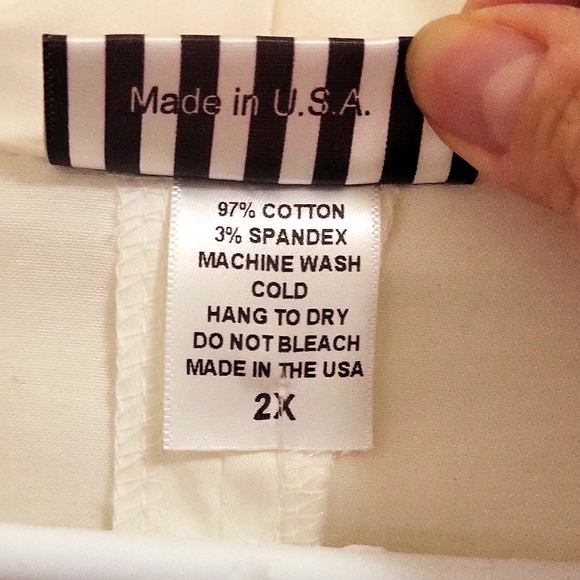 Made in U.S.A.
97% COTTON
3% SPANDEX
MACHINE WASH
COLD
HANG TO DRY
DO NOT BLEACH
MADE IN THE USA
2X